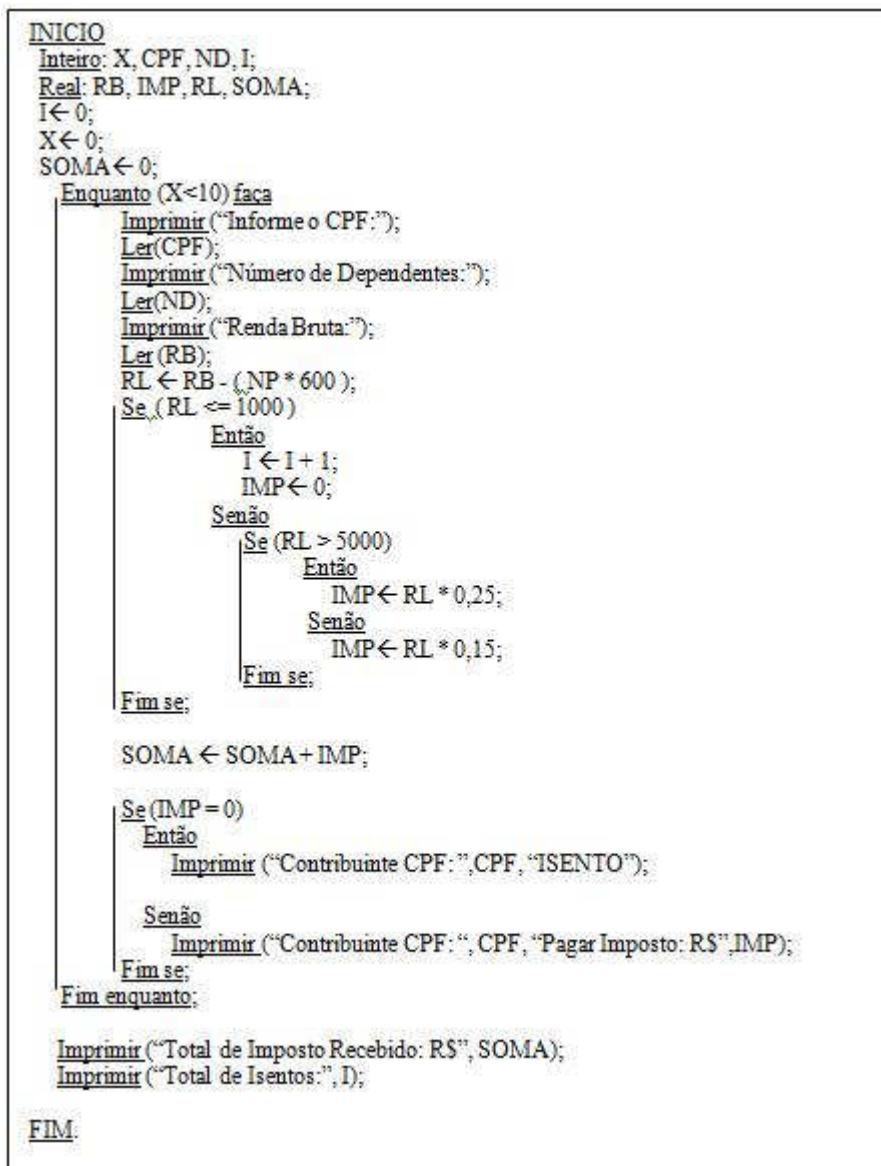 INICIO
Inteiro: X, CPF, ND, I;
Real: RB, IMP, RL, SOMA;
I← 0;
X← 0;
SOMA← 0;
Enquanto (X<10) faça
Imprimir (“Informe o CPF:”);
Ler(CPF);
Imprimir (“Número de Dependentes:”);
Ler(ND);
Imprimir (“Renda Bruta:”);
Ler (RB);
RL ← RB - ( NP * 600 );
Se ( RL <= 1000 )
Então
I ← I + 1;
IMP← 0;
Senão
Se (RL > 5000)
Então
IMP← RL * 0,25;
Senão
IMP← RL * 0,15;
Fim se;
Fim se;
SOMA ← SOMA + IMP;
Se (IMP = 0)
Então
Imprimir (“Contribuinte CPF: ”,CPF, “ISENTO”);
Senão
Imprimir (“Contribuinte CPF: “, CPF, “Pagar Imposto: R$”,IMP);
Fim se;
Fim enquanto;
Imprimir (“Total de Imposto Recebido: R$”, SOMA);
Imprimir (“Total de Isentos:”, I);
FIM.